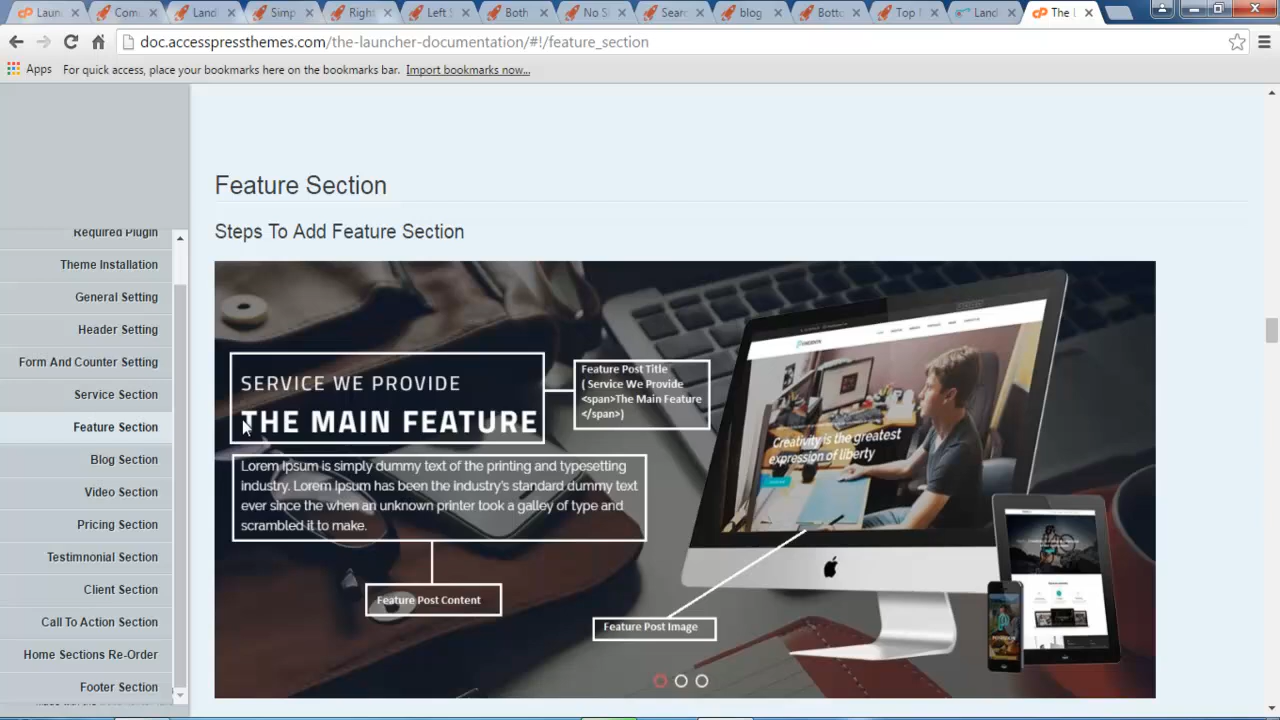 Laun
Com
Landi
Simp
Right
Left S
Both
No Si
Sear
blog
Botto
Top I
Landi
The L
doc.accesspressthemes.com/the-launcher-documentation/#!/feature_section
Apps
For quick access, place your bookmarks here on the bookmarks bar.
Import bookmarks now...
Required Plugin
Theme Installation
General Setting
Header Setting
Form And Counter Setting
Service Section
Feature Section
Blog Section
Video Section
Pricing Section
Testimnonial Section
Client Section
Call To Action Section
Home Sections Re-Order
Footer Section
Feature Section
Steps To Add Feature Section
SERVICE WE PROVIDE
THE MAIN FEATURE
Feature Post Title
( Service We Provide
<span>The Main Feature
</span>)
Lorem Ipsum is simply dummy text of the printing and typesetting
industry. Lorem Ipsum has been the industry's standard dummy text
ever since the when an unknown printer took a galley of type and
scrambled it to make.
Feature Post Content
Feature Post Image
Creativity is the greatest
expression of liberty